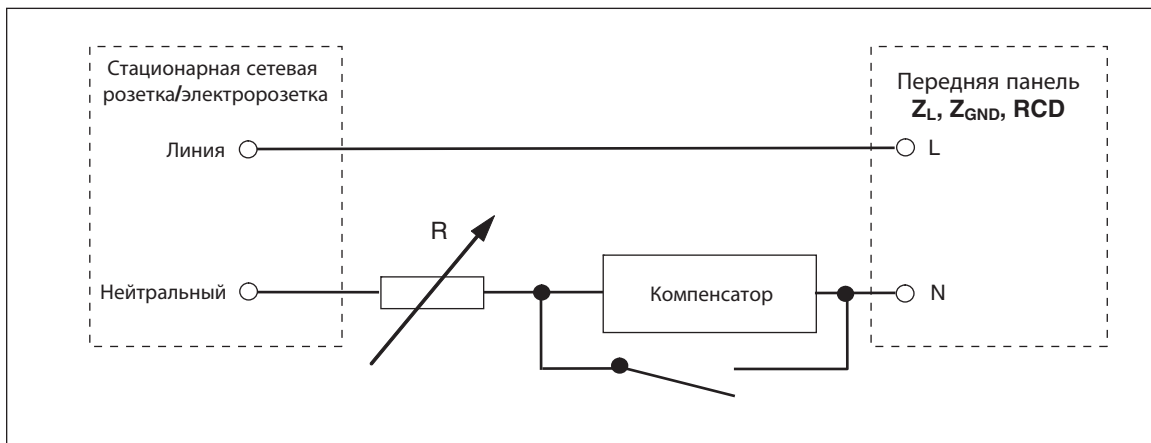 Стационарная сетевая
розетка/электророзетка
Передняя панель
ZL, ZGND, RCD
Линия
L
R
Нейтральный
Компенсатор
N